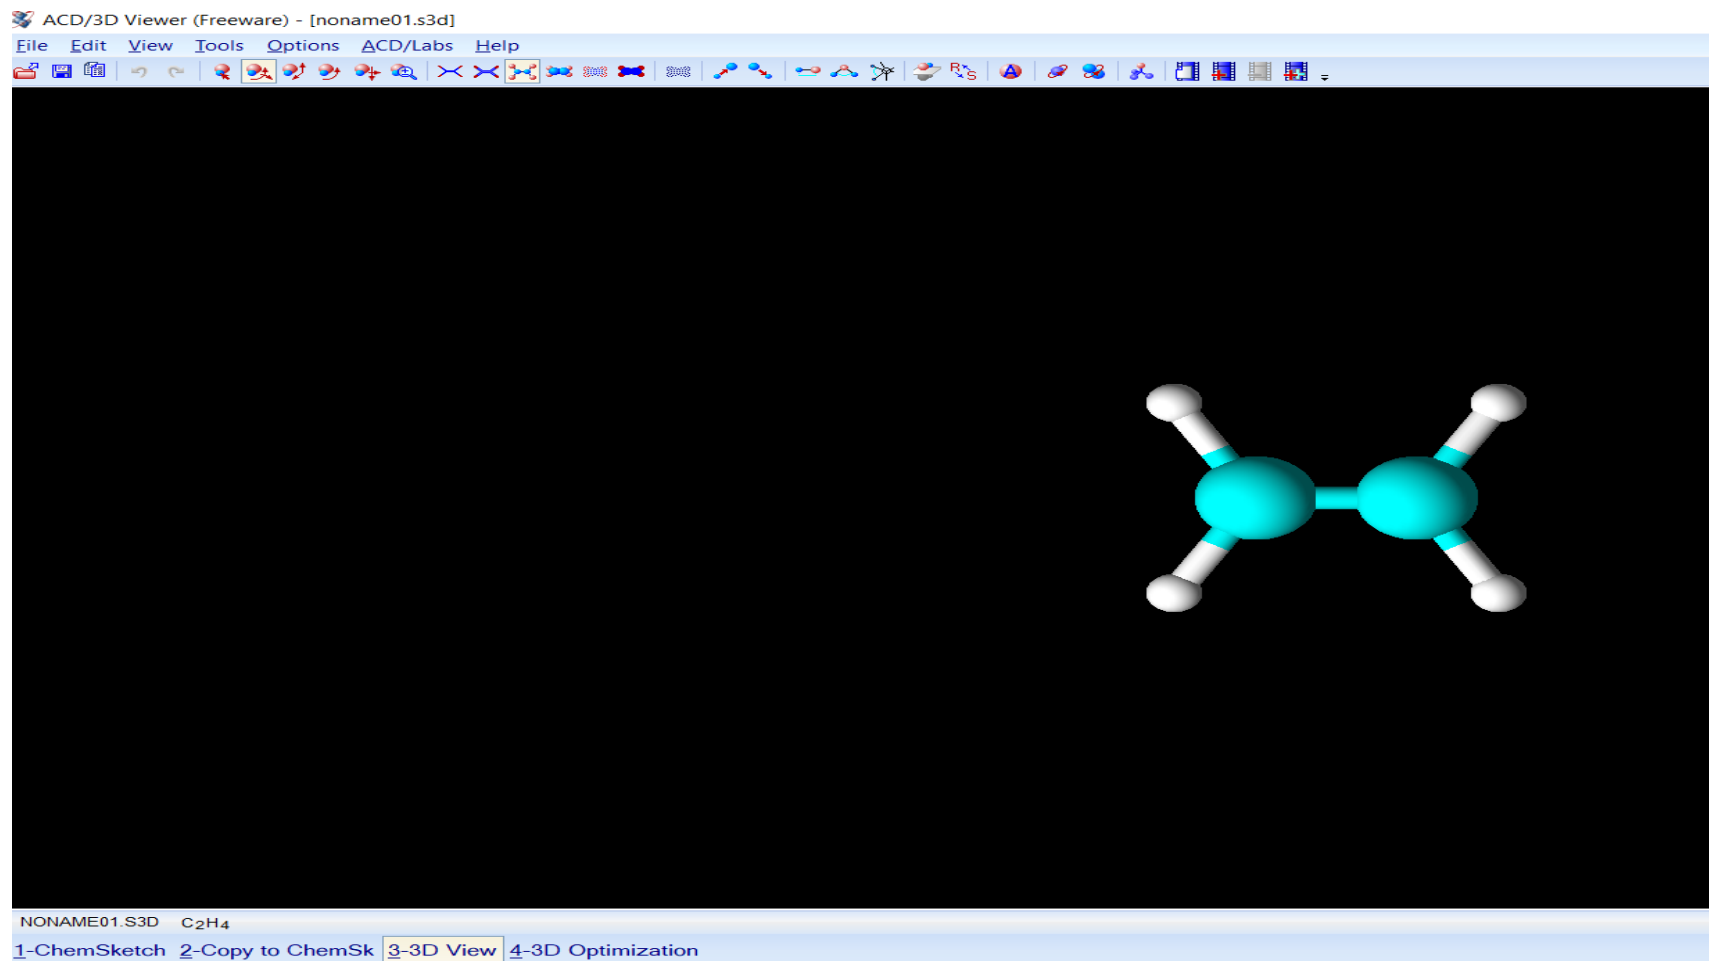 ACD/3D Viewer (Freeware) - [noname01.s3d]
File Edit View Tools Options ACD/Labs Help
R S A
NONAME01.S3D C2H4
1-ChemSketch 2-Copy to ChemSk 3-3D View 4-3D Optimization